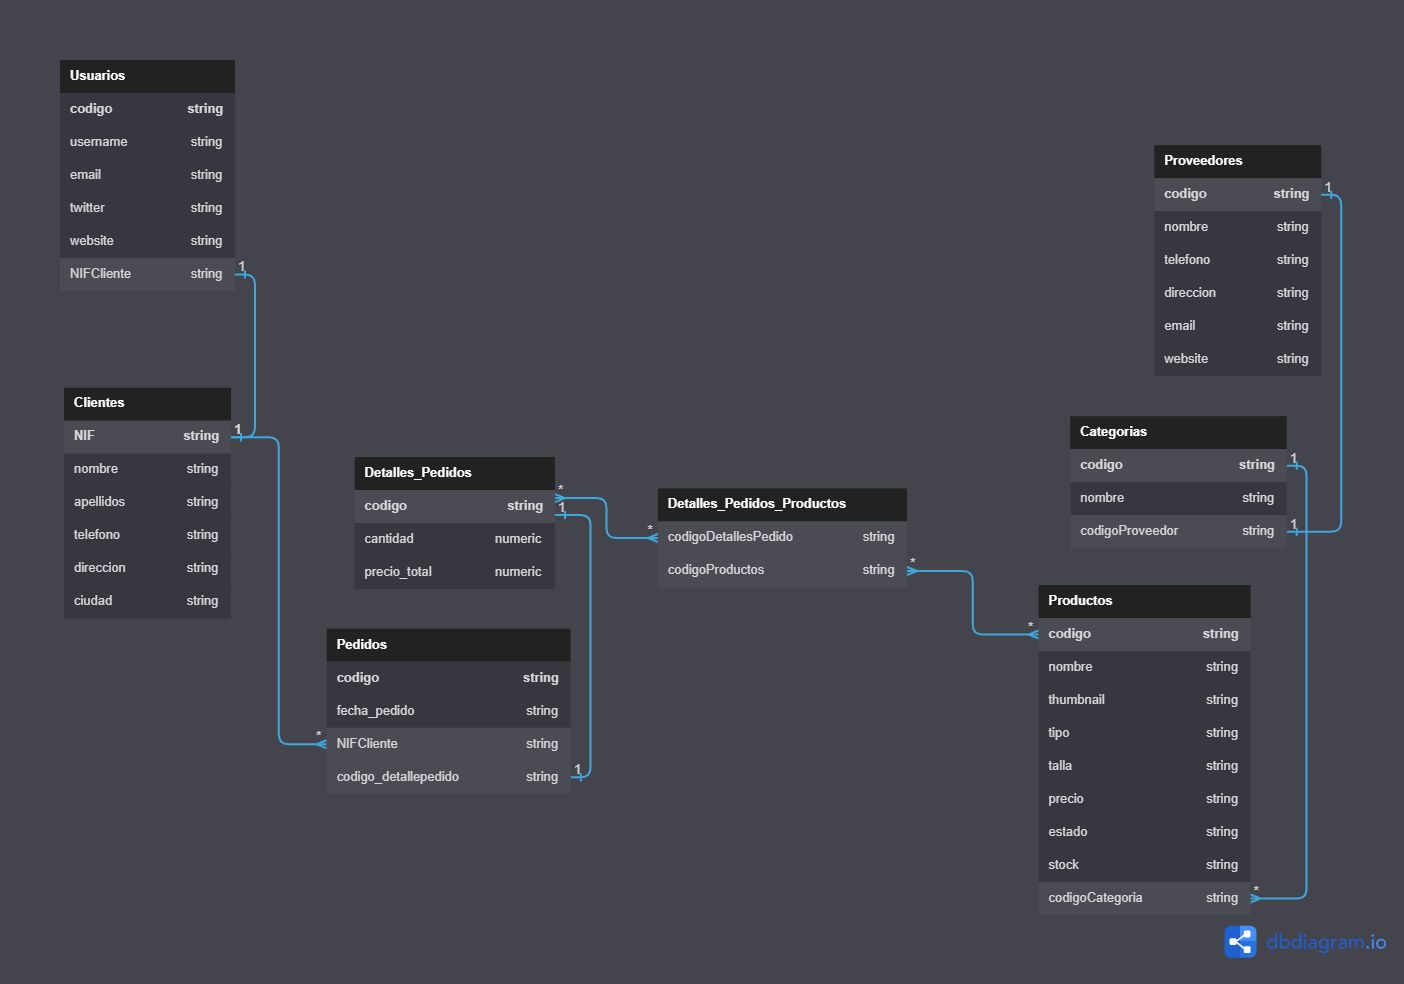 Usuarios
codigo string
username string
email string
twitter string
website string
NIFCliente string
1
Clientes
NIF string
1
nombre string
apellidos string
telefono string
direccion string
ciudad string
Detalles_Pedidos
codigo string
*
1
cantidad numeric
precio_total numeric
Pedidos
codigo string
fecha_pedido string
*
NIFCliente string
codigo_detallepedido string
1
Detalles_Pedidos_Productos
*
codigoDetallesPedido string
codigoProductos string
*
Proveedores
codigo string
1
nombre string
telefono string
direccion string
email string
website string
Categorias
codigo string
1
nombre string
codigoProveedor string
1
Productos
*
codigo string
nombre string
thumbnail string
tipo string
talla string
precio string
estado string
stock string
codigoCategoria string
*
dbdiagram.io